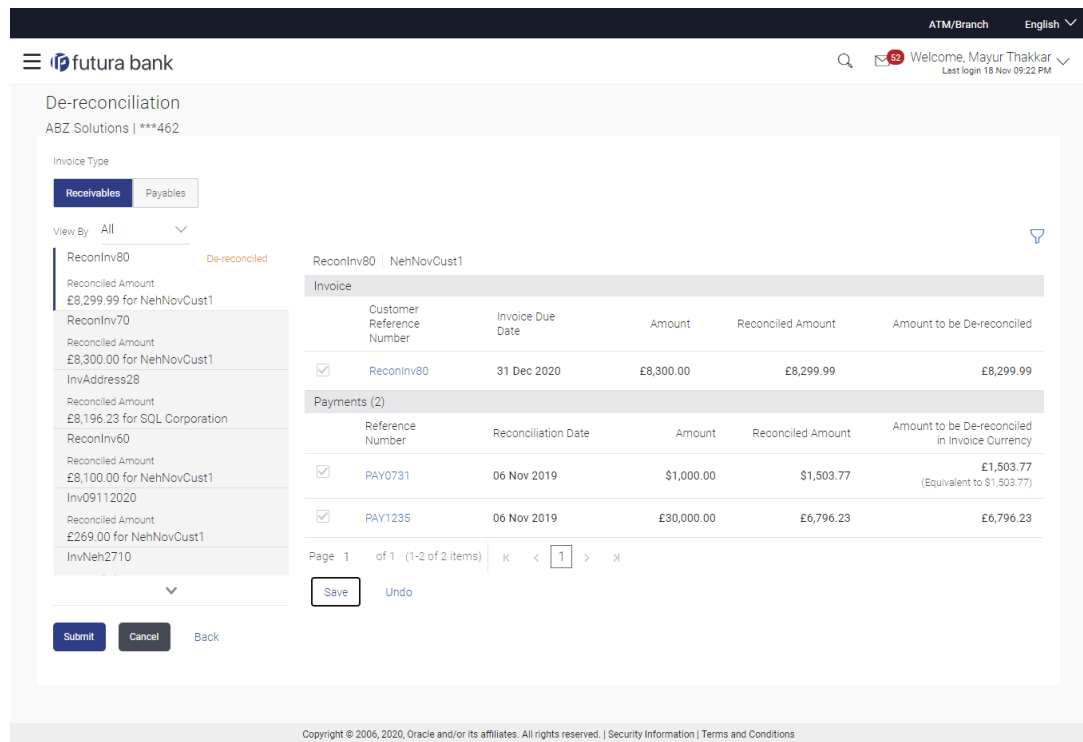 ATM/Branch English
futura bank
52 Welcome, Mayur Thakkar
Last login 18 Nov 09:22 PM
De-reconciliation
ABZ Solutions | ***462
Invoice Type
Receivables Payables
View By All
ReconInv80 De-reconciled
Reconciled Amount
£8,299.99 for NehNovCust1
ReconInv70
Reconciled Amount
£8,300.00 for NehNovCust1
InvAddress28
Reconciled Amount
£8,196.23 for SQL Corporation
ReconInv60
Reconciled Amount
£8,100.00 for NehNovCust1
Inv09112020
Reconciled Amount
£269.00 for NehNovCust1
InvNeh2710
ReconInv80 NehNovCust1
Invoice
Customer
Reference
Number
Invoice Due
Date
Amount
Reconciled Amount
Amount to be De-reconciled
ReconInv80 31 Dec 2020 £8,300.00 £8,299.99 £8,299.99
Payments (2)
Reference
Number
Reconciliation Date
Amount
Reconciled Amount
Amount to be De-reconciled
in Invoice Currency
PAY0731 06 Nov 2019 $1,000.00 $1,503.77 £1,503.77
(Equivalent to $1,503.77)
PAY1235 06 Nov 2019 £30,000.00 £6,796.23 £6,796.23
Page 1 of 1 (1-2 of 2 items) 1
Save Undo
Submit Cancel Back
Copyright © 2006, 2020, Oracle and/or its affiliates. All rights reserved. | Security Information | Terms and Conditions